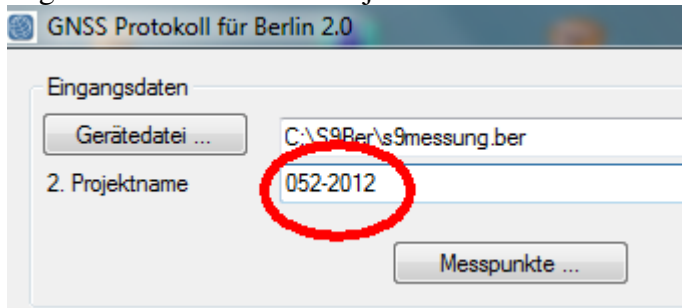 GNSS Protokoll für Berlin 2.0
Eingangsdaten
Gerätedatei ... C:\S9Ber\s9messung.ber
2. Projektname 052-2012
Messpunkte ...